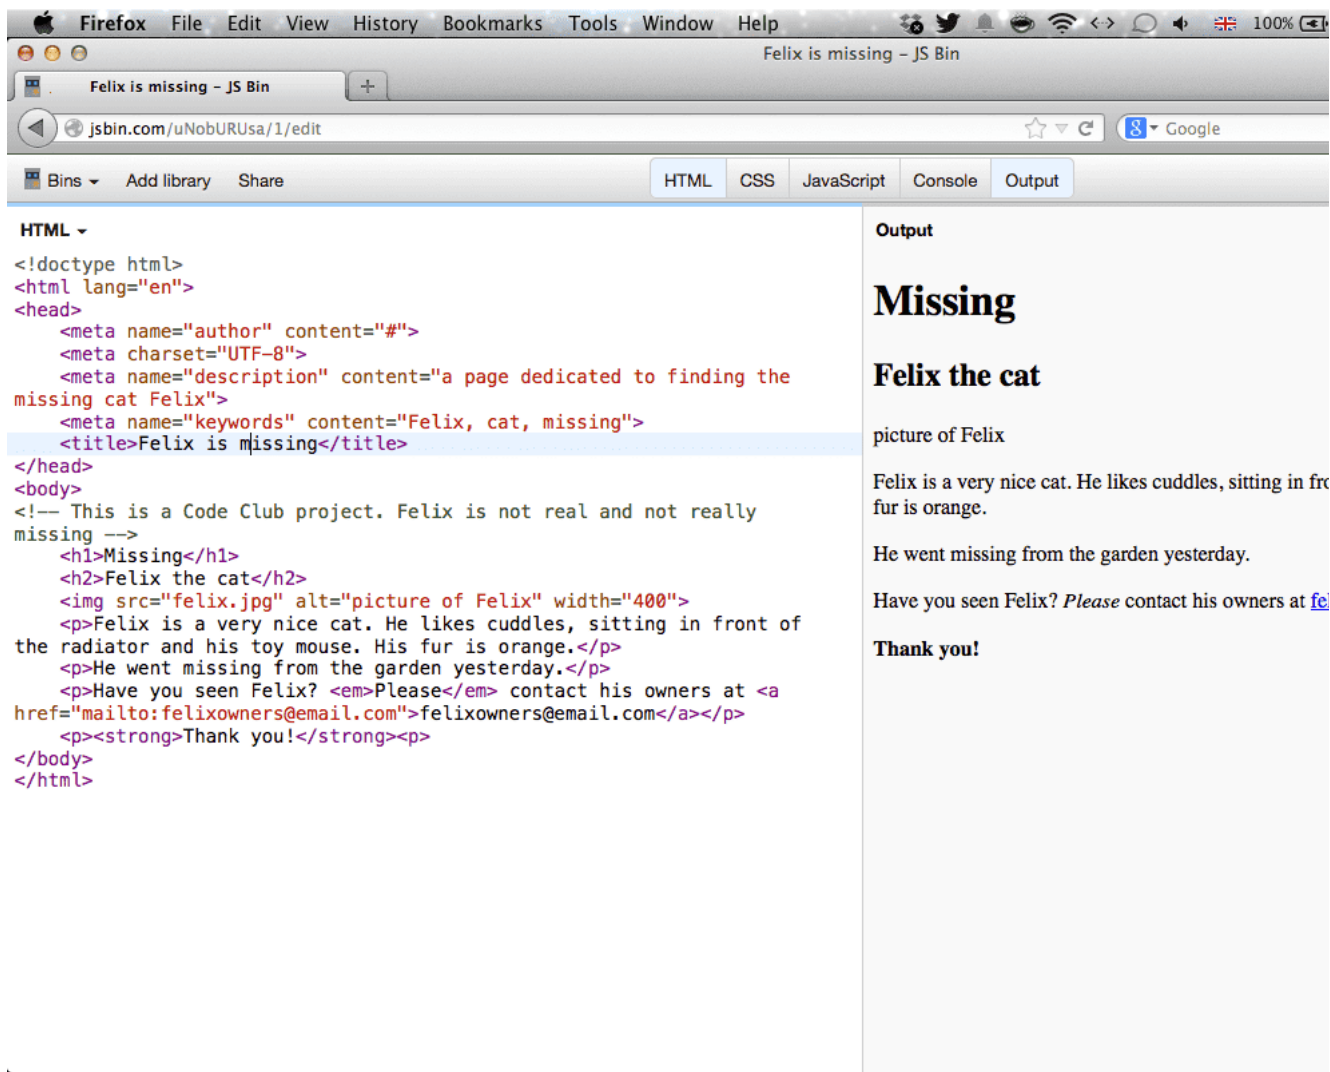 Firefox File Edit View History Bookmarks Tools Window Help 100%
Felix is missing – JS Bin
Felix is missing – JS Bin
jsbin.com/uNobURUsa/1/edit
Google
Bins Add library Share HTML CSS JavaScript Console Output
HTML
<!doctype html>
<html lang="en">
<head>
<meta name="author" content="#">
<meta charset="UTF-8">
<meta name="description" content="a page dedicated to finding the
missing cat Felix">
<meta name="keywords" content="Felix, cat, missing">
<title>Felix is missing</title>
</head>
<body>
<!-- This is a Code Club project. Felix is not real and not really
missing -->
<h1>Missing</h1>
<h2>Felix the cat</h2>
<img src="felix.jpg" alt="picture of Felix" width="400">
<p>Felix is a very nice cat. He likes cuddles, sitting in front of
the radiator and his toy mouse. His fur is orange.</p>
<p>He went missing from the garden yesterday.</p>
<p>Have you seen Felix? <em>Please</em> contact his owners at <a
href="mailto:felixowners@email.com">felixowners@email.com</a></p>
<p><strong>Thank you!</strong><p>
</body>
</html>
Output
Missing
Felix the cat
picture of Felix
Felix is a very nice cat. He likes cuddles, sitting in
fur is orange.
He went missing from the garden yesterday.
Have you seen Felix? Please contact his owners at
Thank you!